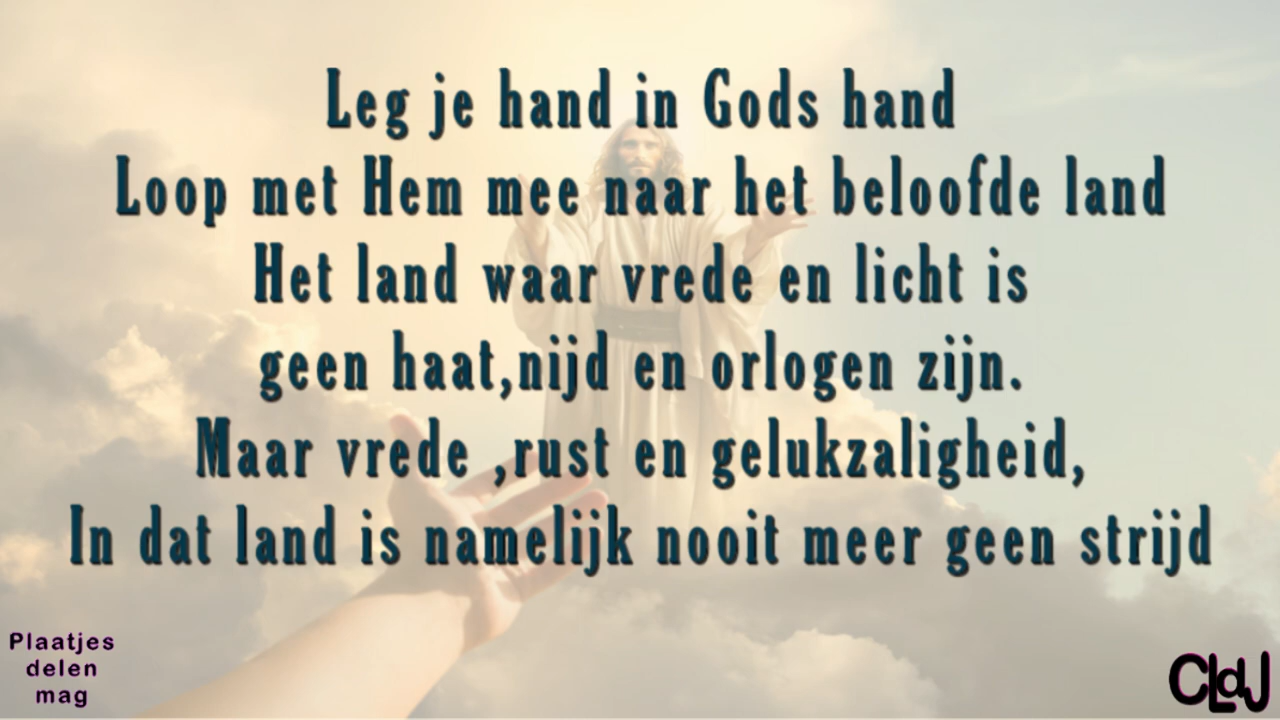 Leg je hand in Gods hand
Loop met Hem mee naar het beloofde land
Het land waar vrede en licht is
geen haat,nijd en orlogen zijn.
Maar vrede ,rust en gelukzaligheid,
In dat land is namelijk nooit meer geen strijd
Plaatjes
delen
mag
CLdJ